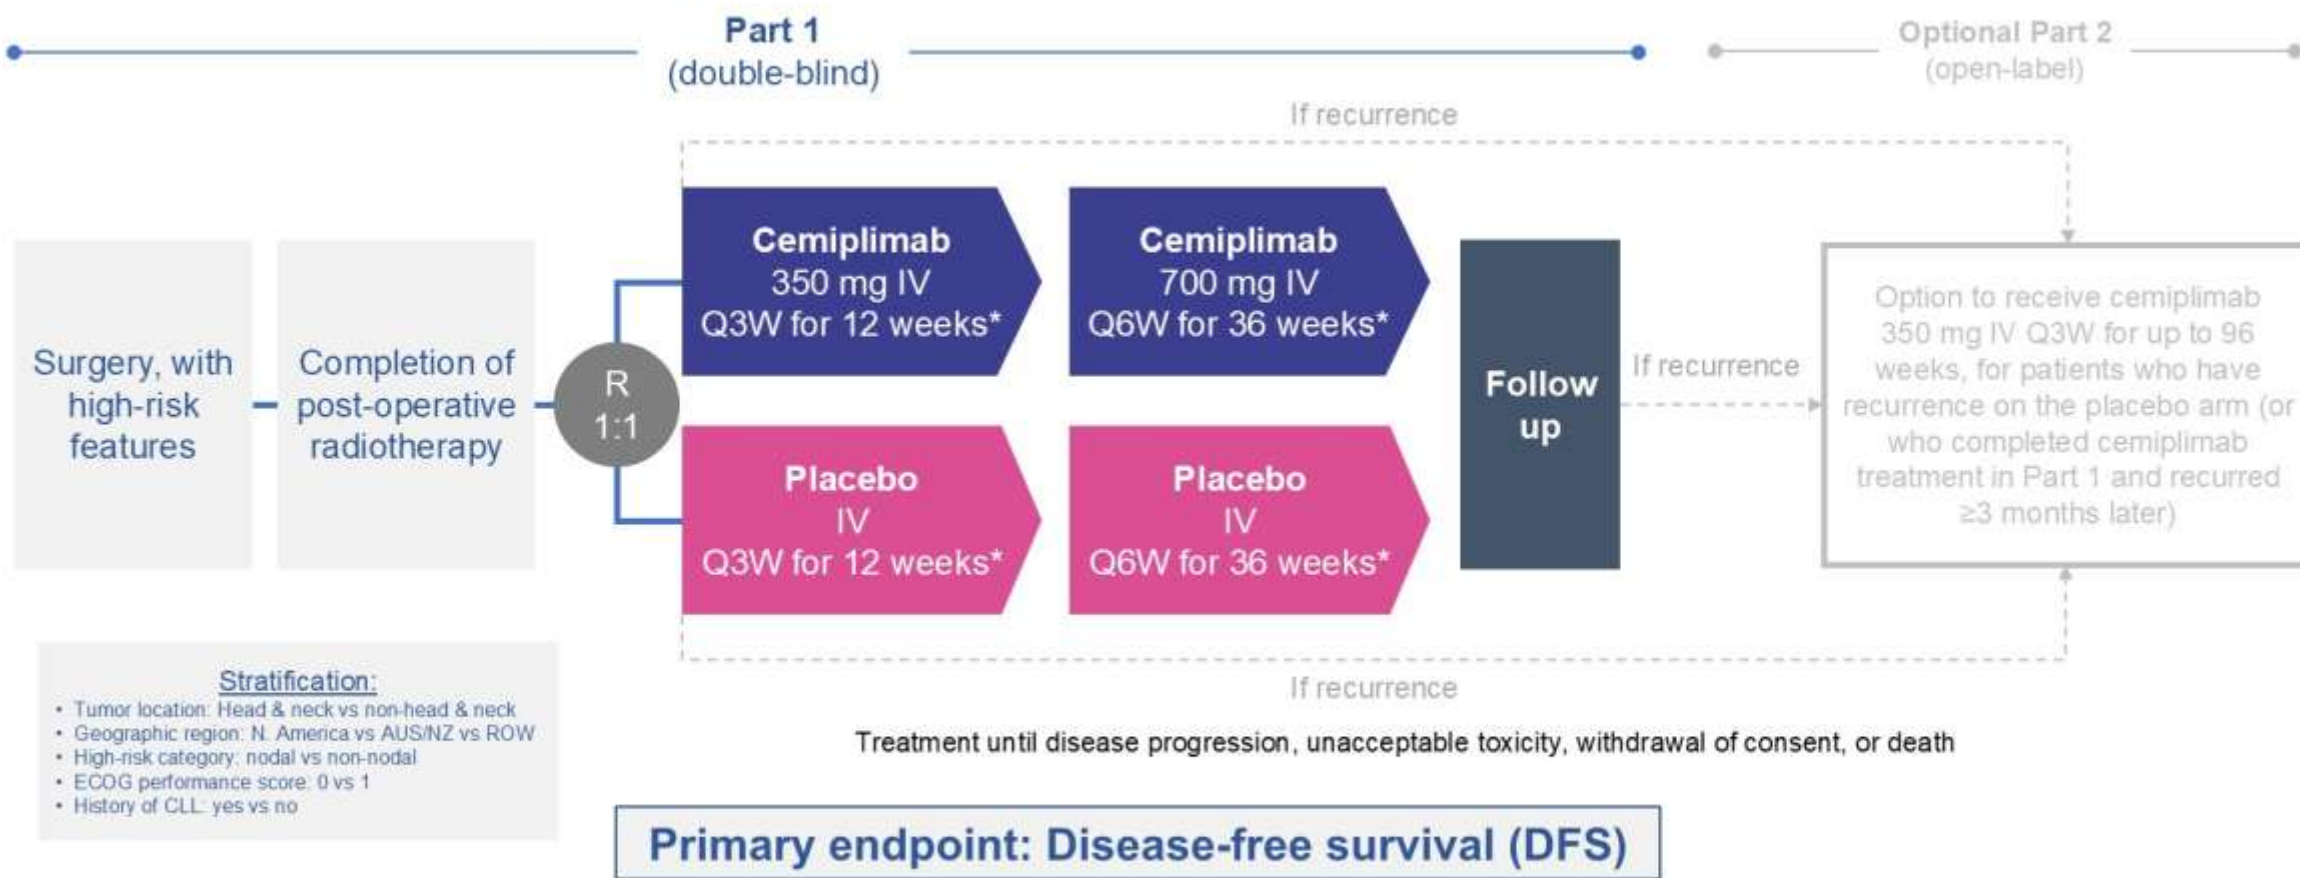 Part 1
(double-blind)
Optional Part 2
(open-label)
If recurrence
Surgery, with
high-risk
features
Completion of
post-operative
radiotherapy
R
1:1
Cemiplimab
350 mg IV
Q3W for 12 weeks*
Cemiplimab
700 mg IV
Q6W for 36 weeks*
Placebo
IV
Q3W for 12 weeks*
Placebo
IV
Q6W for 36 weeks*
Follow
up
If recurrence
Option to receive cemiplimab
350 mg IV Q3W for up to 96
weeks, for patients who have
recurrence on the placebo arm (or
who completed cemiplimab
treatment in Part 1 and recurred
≥3 months later)
If recurrence
Stratification:
• Tumor location: Head & neck vs non-head & neck
• Geographic region: N. America vs AUS/NZ vs ROW
• High-risk category: nodal vs non-nodal
• ECOG performance score: 0 vs 1
• History of CLL: yes vs no
Treatment until disease progression, unacceptable toxicity, withdrawal of consent, or death
Primary endpoint: Disease-free survival (DFS)